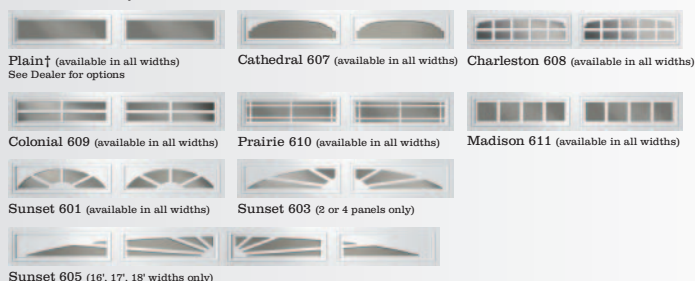 Plain† (available in all widths)
See Dealer for options
Cathedral 607 (available in all widths)
Charleston 608 (available in all widths)
Colonial 609 (available in all widths)
Prairie 610 (available in all widths)
Madison 611 (available in all widths)
Sunset 601 (available in all widths)
Sunset 603 (2 or 4 panels only)
Sunset 605 (16', 17', 18' widths only)